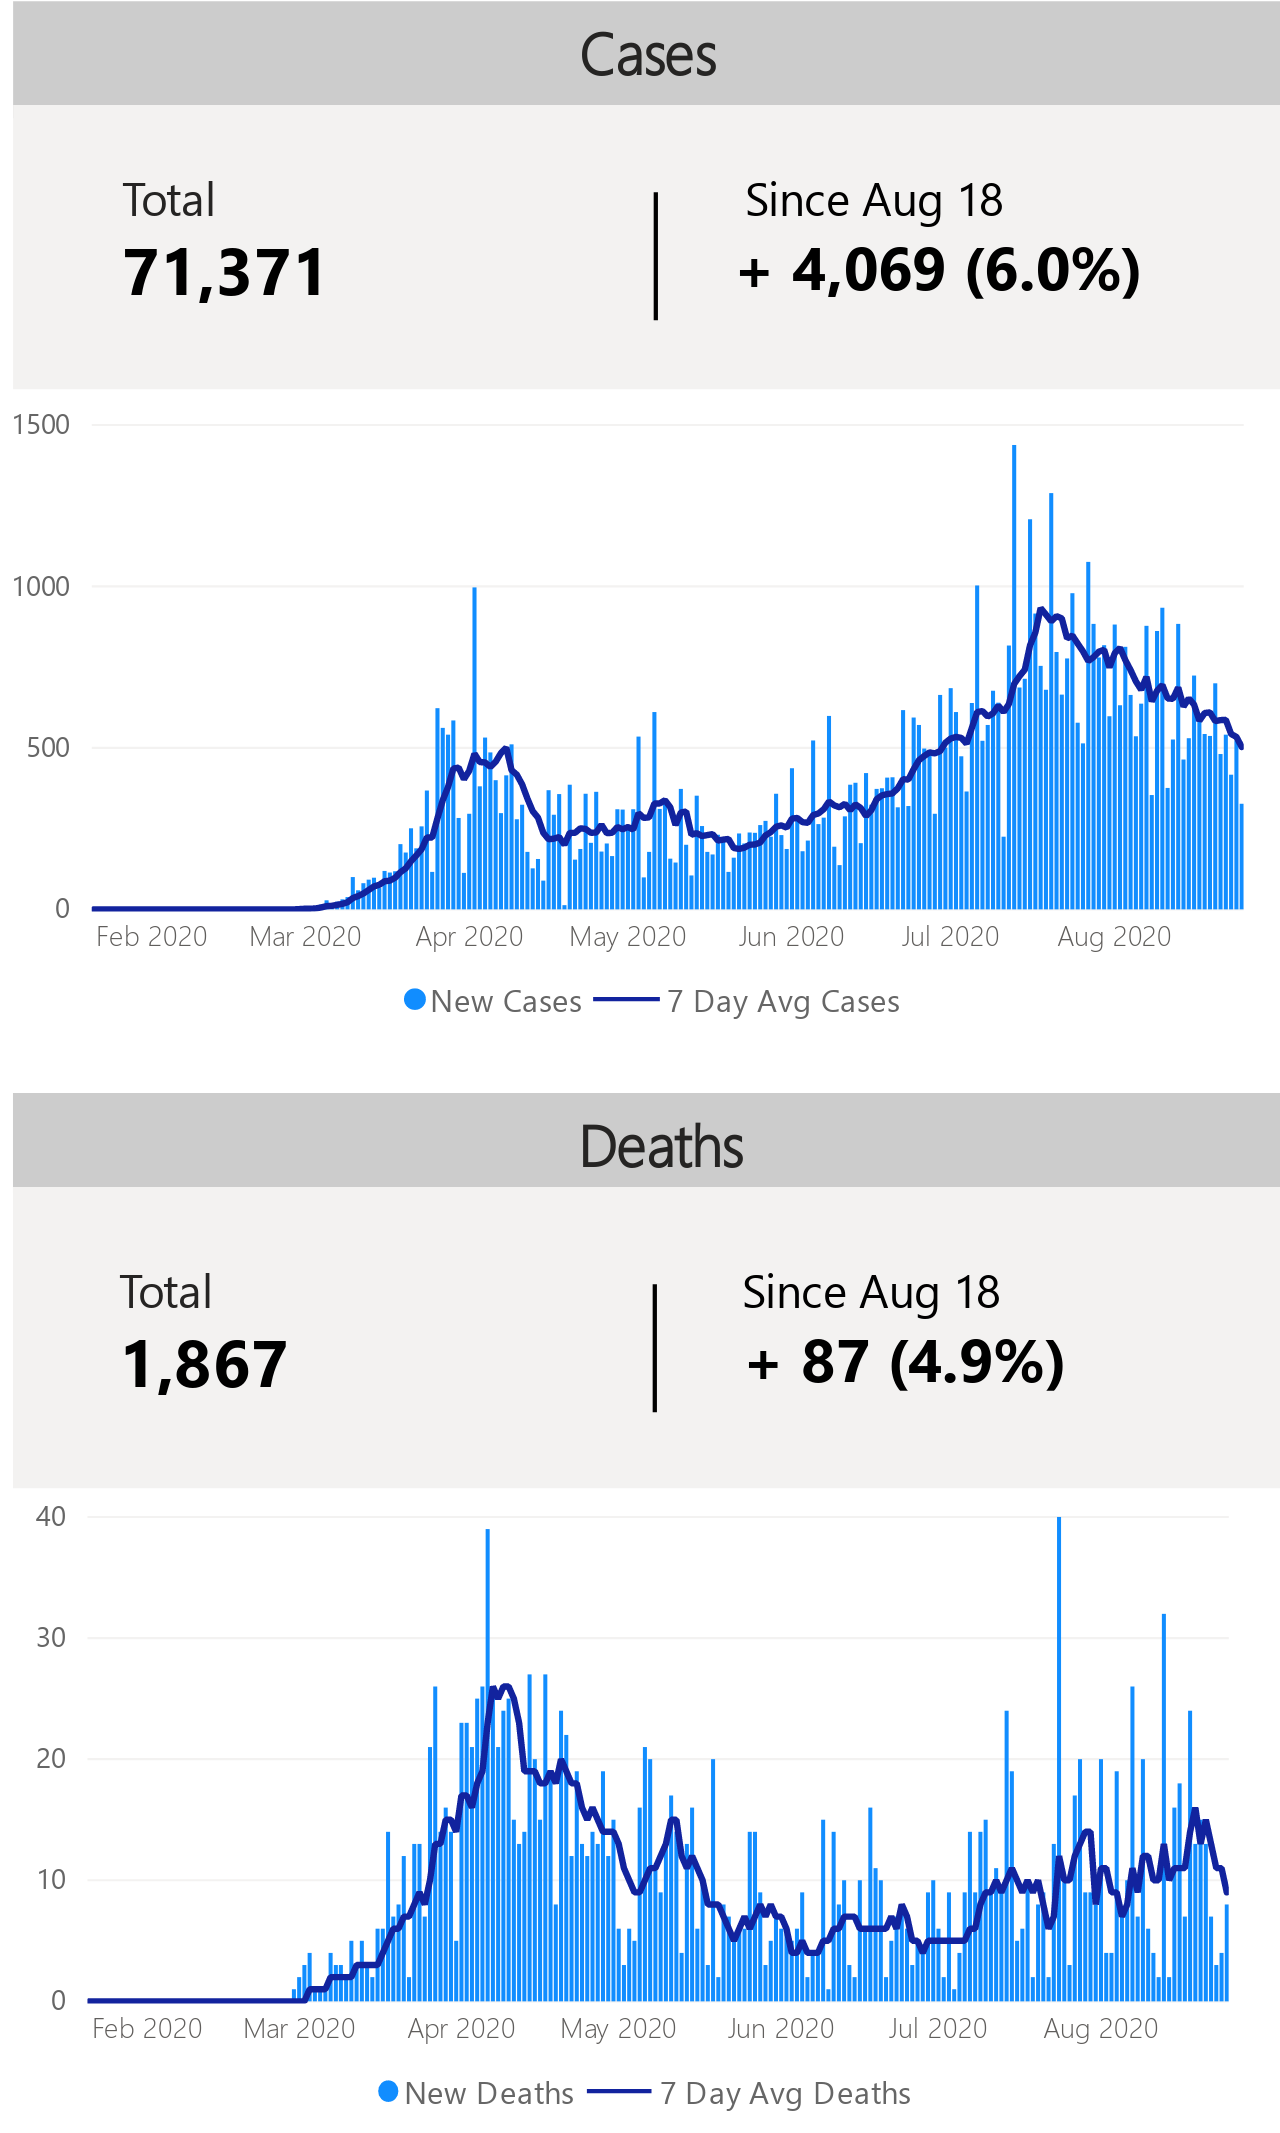 Cases
Total
Since Aug 18
71,371
+ 4,069 (6.0%)
1500
1000
500
0
Feb 2020 Mar 2020 Apr 2020 May 2020 Jun 2020 Jul 2020 Aug 2020
New Cases 7 Day Avg Cases
Deaths
Total
Since Aug 18
1,867
+ 87 (4.9%)
40
30
20
10
0
Feb 2020 Mar 2020 Apr 2020 May 2020 Jun 2020 Jul 2020 Aug 2020
New Deaths 7 Day Avg Deaths